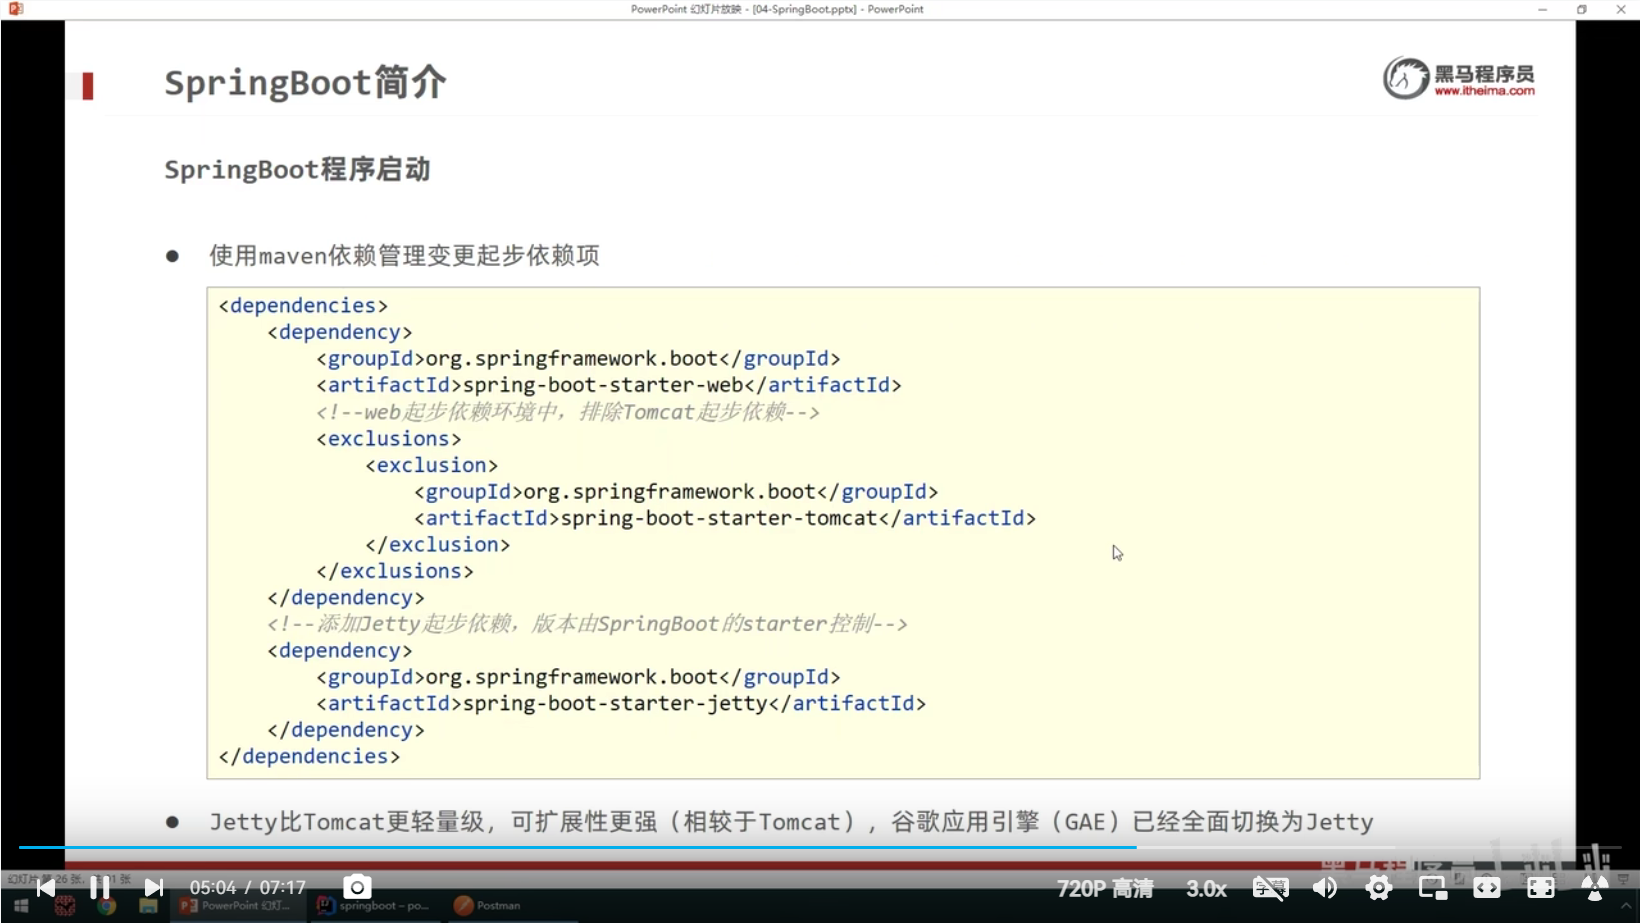 PowerPoint 幻灯片放映 - [04-SpringBoot.pptx] - PowerPoint
SpringBoot简介
黑马程序员
www.itheima.com
SpringBoot程序启动
使用maven依赖管理变更起步依赖项
<dependencies>
<dependency>
<groupId>org.springframework.boot</groupId>
<artifactId>spring-boot-starter-web</artifactId>
<!--web起步依赖环境中，排除Tomcat起步依赖-->
<exclusions>
<exclusion>
<groupId>org.springframework.boot</groupId>
<artifactId>spring-boot-starter-tomcat</artifactId>
</exclusion>
</exclusions>
</dependency>
<!--添加Jetty起步依赖，版本由SpringBoot的starter控制-->
<dependency>
<groupId>org.springframework.boot</groupId>
<artifactId>spring-boot-starter-jetty</artifactId>
</dependency>
</dependencies>
Jetty比Tomcat更轻量级，可扩展性更强（相较于Tomcat），谷歌应用引擎（GAE）已经全面切换为Jetty
05:04 / 07:17
720P 高清
3.0x
字幕
PowerPoint 幻灯...
springboot – po...
Postman